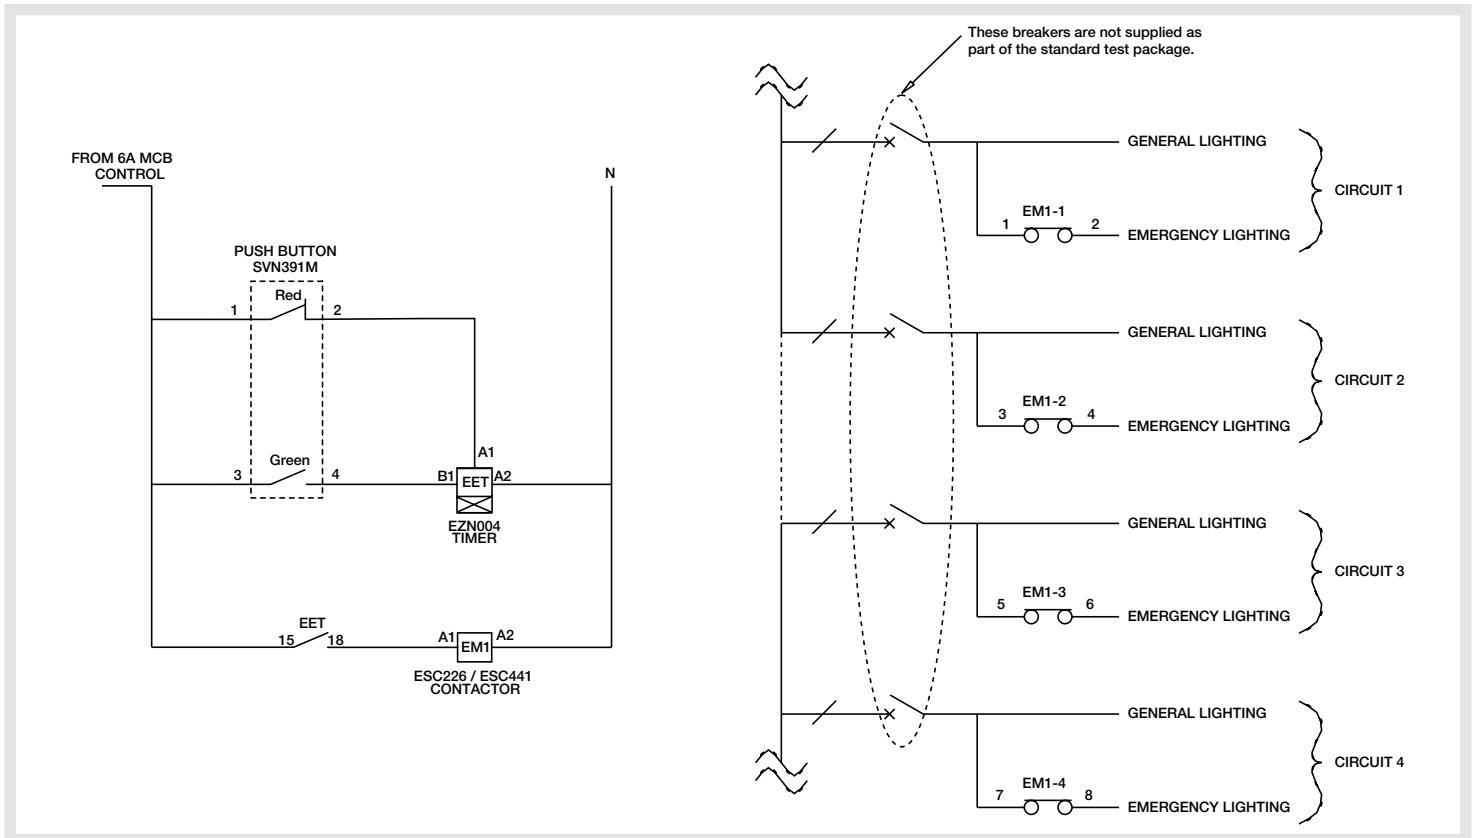 These breakers are not supplied as
part of the standard test package.
FROM 6A MCB
CONTROL
N
PUSH BUTTON
SVN391M
Red
1
2
Green
3
4
A1
B1
EET
A2
EZN004
TIMER
EET
15
18
A1
EM1
A2
ESC226 / ESC441
CONTACTOR
GENERAL LIGHTING
CIRCUIT 1
EM1-1
1
2
EMERGENCY LIGHTING
GENERAL LIGHTING
CIRCUIT 2
EM1-2
3
4
EMERGENCY LIGHTING
GENERAL LIGHTING
CIRCUIT 3
EM1-3
5
6
EMERGENCY LIGHTING
GENERAL LIGHTING
CIRCUIT 4
EM1-4
7
8
EMERGENCY LIGHTING